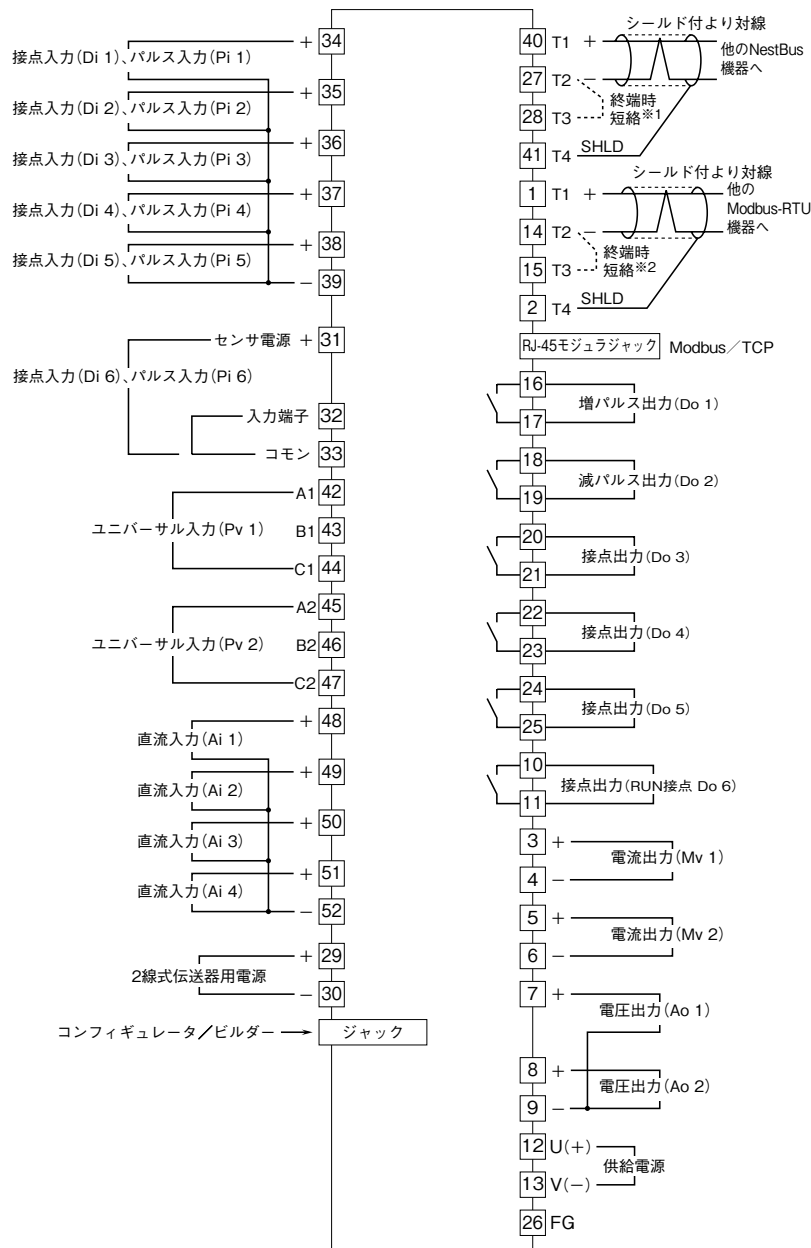 接点入力(Di 1)、パルス入力(Pi 1)
+ 34
接点入力(Di 2)、パルス入力(Pi 2)
+ 35
接点入力(Di 3)、パルス入力(Pi 3)
+ 36
接点入力(Di 4)、パルス入力(Pi 4)
+ 37
接点入力(Di 5)、パルス入力(Pi 5)
+ 38
− 39
センサ電源 + 31
接点入力(Di 6)、パルス入力(Pi 6)
入力端子 32
コモン 33
A1 42
ユニバーサル入力(Pv 1)
B1 43
C1 44
A2 45
ユニバーサル入力(Pv 2)
B2 46
C2 47
+ 48
直流入力(Ai 1)
+ 49
直流入力(Ai 2)
+ 50
直流入力(Ai 3)
+ 51
直流入力(Ai 4)
− 52
+ 29
2線式伝送器用電源
− 30
コンフィギュレータ/ビルダー
ジャック
シールド付より対線
40 T1 +
他のNestBus
機器へ
27 T2 −
終端時
短絡※1
28 T3
41 T4 SHLD
シールド付より対線
1 T1 +
他の
Modbus-RTU
機器へ
14 T2 −
終端時
短絡※2
15 T3
2 T4 SHLD
RJ-45モジュラジャック Modbus/TCP
16
増パルス出力(Do 1)
17
18
減パルス出力(Do 2)
19
20
接点出力(Do 3)
21
22
接点出力(Do 4)
23
24
接点出力(Do 5)
25
10
接点出力(RUN接点 Do 6)
11
3 +
電流出力(Mv 1)
4 −
5 +
電流出力(Mv 2)
6 −
7 +
電圧出力(Ao 1)
8 +
電圧出力(Ao 2)
9 −
12 U(+)
供給電源
13 V(−)
26 FG